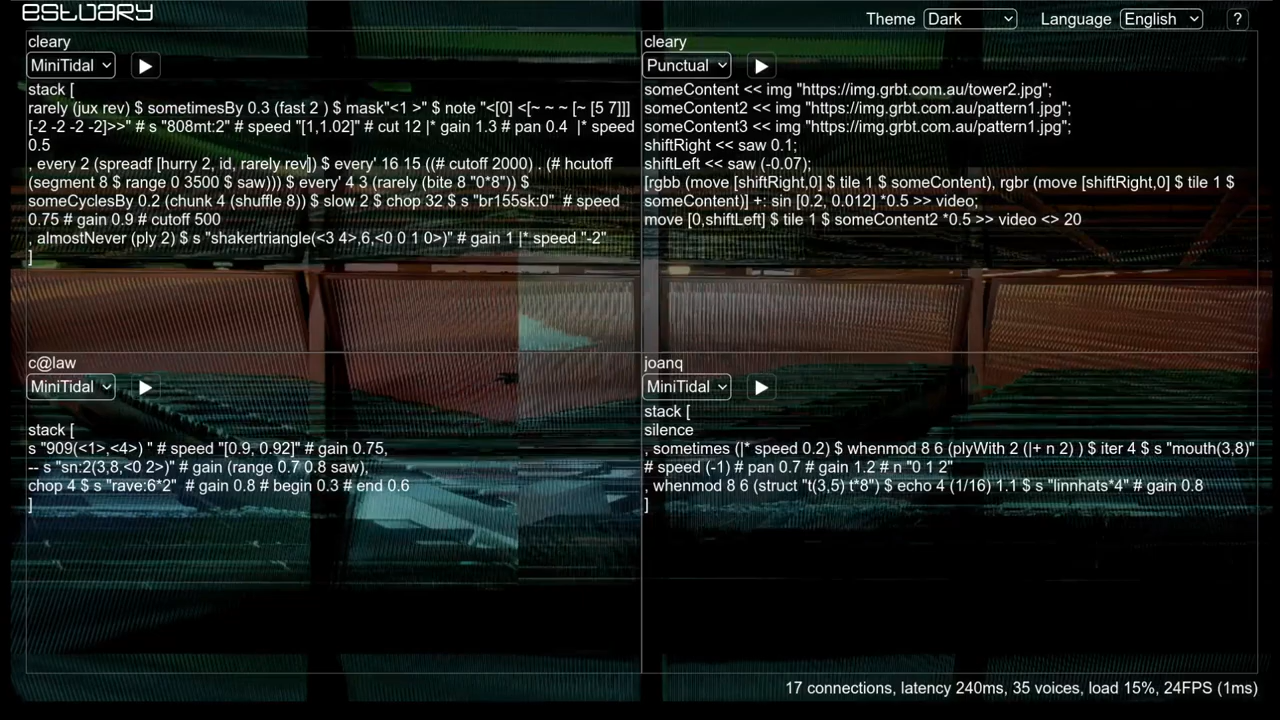 estuary
Theme Dark Language English ?
cleary
MiniTidal
stack [
rarely (jux rev) $ sometimesBy 0.3 (fast 2 ) $ mask"<1 >" $ note "<[0] <[~ ~ ~ [~ [5 7]]]
[-2 -2 -2 -2]>>" # s "808mt:2" # speed "[1,1.02]" # cut 12 |* gain 1.3 # pan 0.4 |* speed
0.5
, every 2 (spreadf [hurry 2, id, rarely rev]) $ every' 16 15 ((# cutoff 2000) . (# hcutoff
(segment 8 $ range 0 3500 $ saw))) $ every' 4 3 (rarely (bite 8 "0*8")) $
someCyclesBy 0.2 (chunk 4 (shuffle 8)) $ slow 2 $ chop 32 $ s "br155sk:0" # speed
0.75 # gain 0.9 # cutoff 500
, almostNever (ply 2) $ s "shakertriangle(<3 4>,6,<0 0 1 0>)" # gain 1 |* speed "-2"
]
cleary
Punctual
someContent << img "https://img.grbt.com.au/tower2.jpg";
someContent2 << img "https://img.grbt.com.au/pattern1.jpg";
someContent3 << img "https://img.grbt.com.au/pattern1.jpg";
shiftRight << saw 0.1;
shiftLeft << saw (-0.07);
[rgbb (move [shiftRight,0] $ tile 1 $ someContent), rgbr (move [shiftRight,0] $ tile 1 $
someContent)] +: sin [0.2, 0.012] *0.5 >> video;
move [0,shiftLeft] $ tile 1 $ someContent2 *0.5 >> video <> 20
c@law
MiniTidal
stack [
s "909(<1>,<4>) " # speed "[0.9, 0.92]" # gain 0.75,
-- s "sn:2(3,8,<0 2>)" # gain (range 0.7 0.8 saw),
chop 4 $ s "rave:6*2" # gain 0.8 # begin 0.3 # end 0.6
]
joanq
MiniTidal
stack [
silence
, sometimes (|* speed 0.2) $ whenmod 8 6 (plyWith 2 (|+ n 2) ) $ iter 4 $ s "mouth(3,8)"
# speed (-1) # pan 0.7 # gain 1.2 # n "0 1 2"
, whenmod 8 6 (struct "t(3,5) t*8") $ echo 4 (1/16) 1.1 $ s "linnhats*4" # gain 0.8
]
17 connections, latency 240ms, 35 voices, load 15%, 24FPS (1ms)